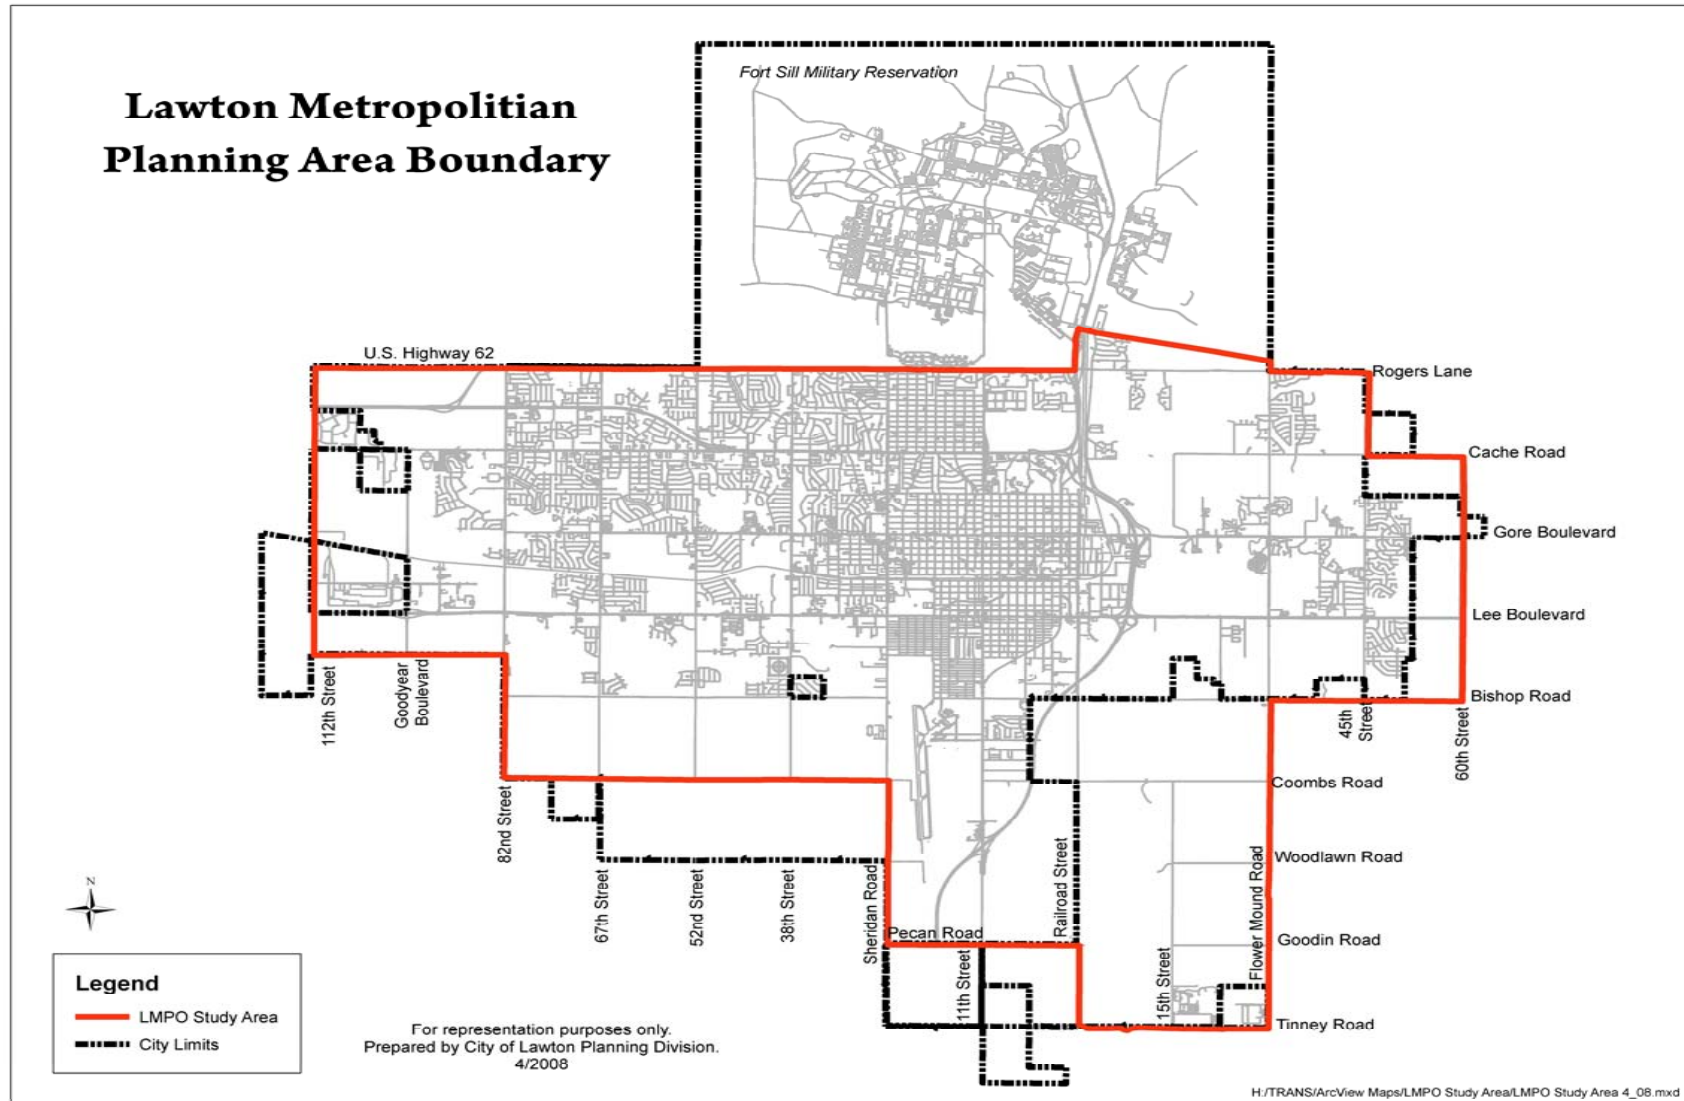 Fort Sill Military Reservation
Lawton Metropolitian
Planning Area Boundary
U.S. Highway 62
Rogers Lane
Cache Road
Gore Boulevard
Lee Boulevard
Bishop Road
112th Street
Goodyear
Boulevard
45th
Street
60th Street
Coombs Road
82nd Street
67th Street
52nd Street
38th Street
Sheridan Road
Railroad Street
Woodlawn Road
Flower Mound Road
Pecan Road
Goodin Road
11th Street
15th Street
Tinney Road
N
Legend
LMPO Study Area
City Limits
For representation purposes only.
Prepared by City of Lawton Planning Division.
4/2008
H:/TRANS/ArcView Maps/LMPO Study Area/LMPO Study Area 4_08.mxd